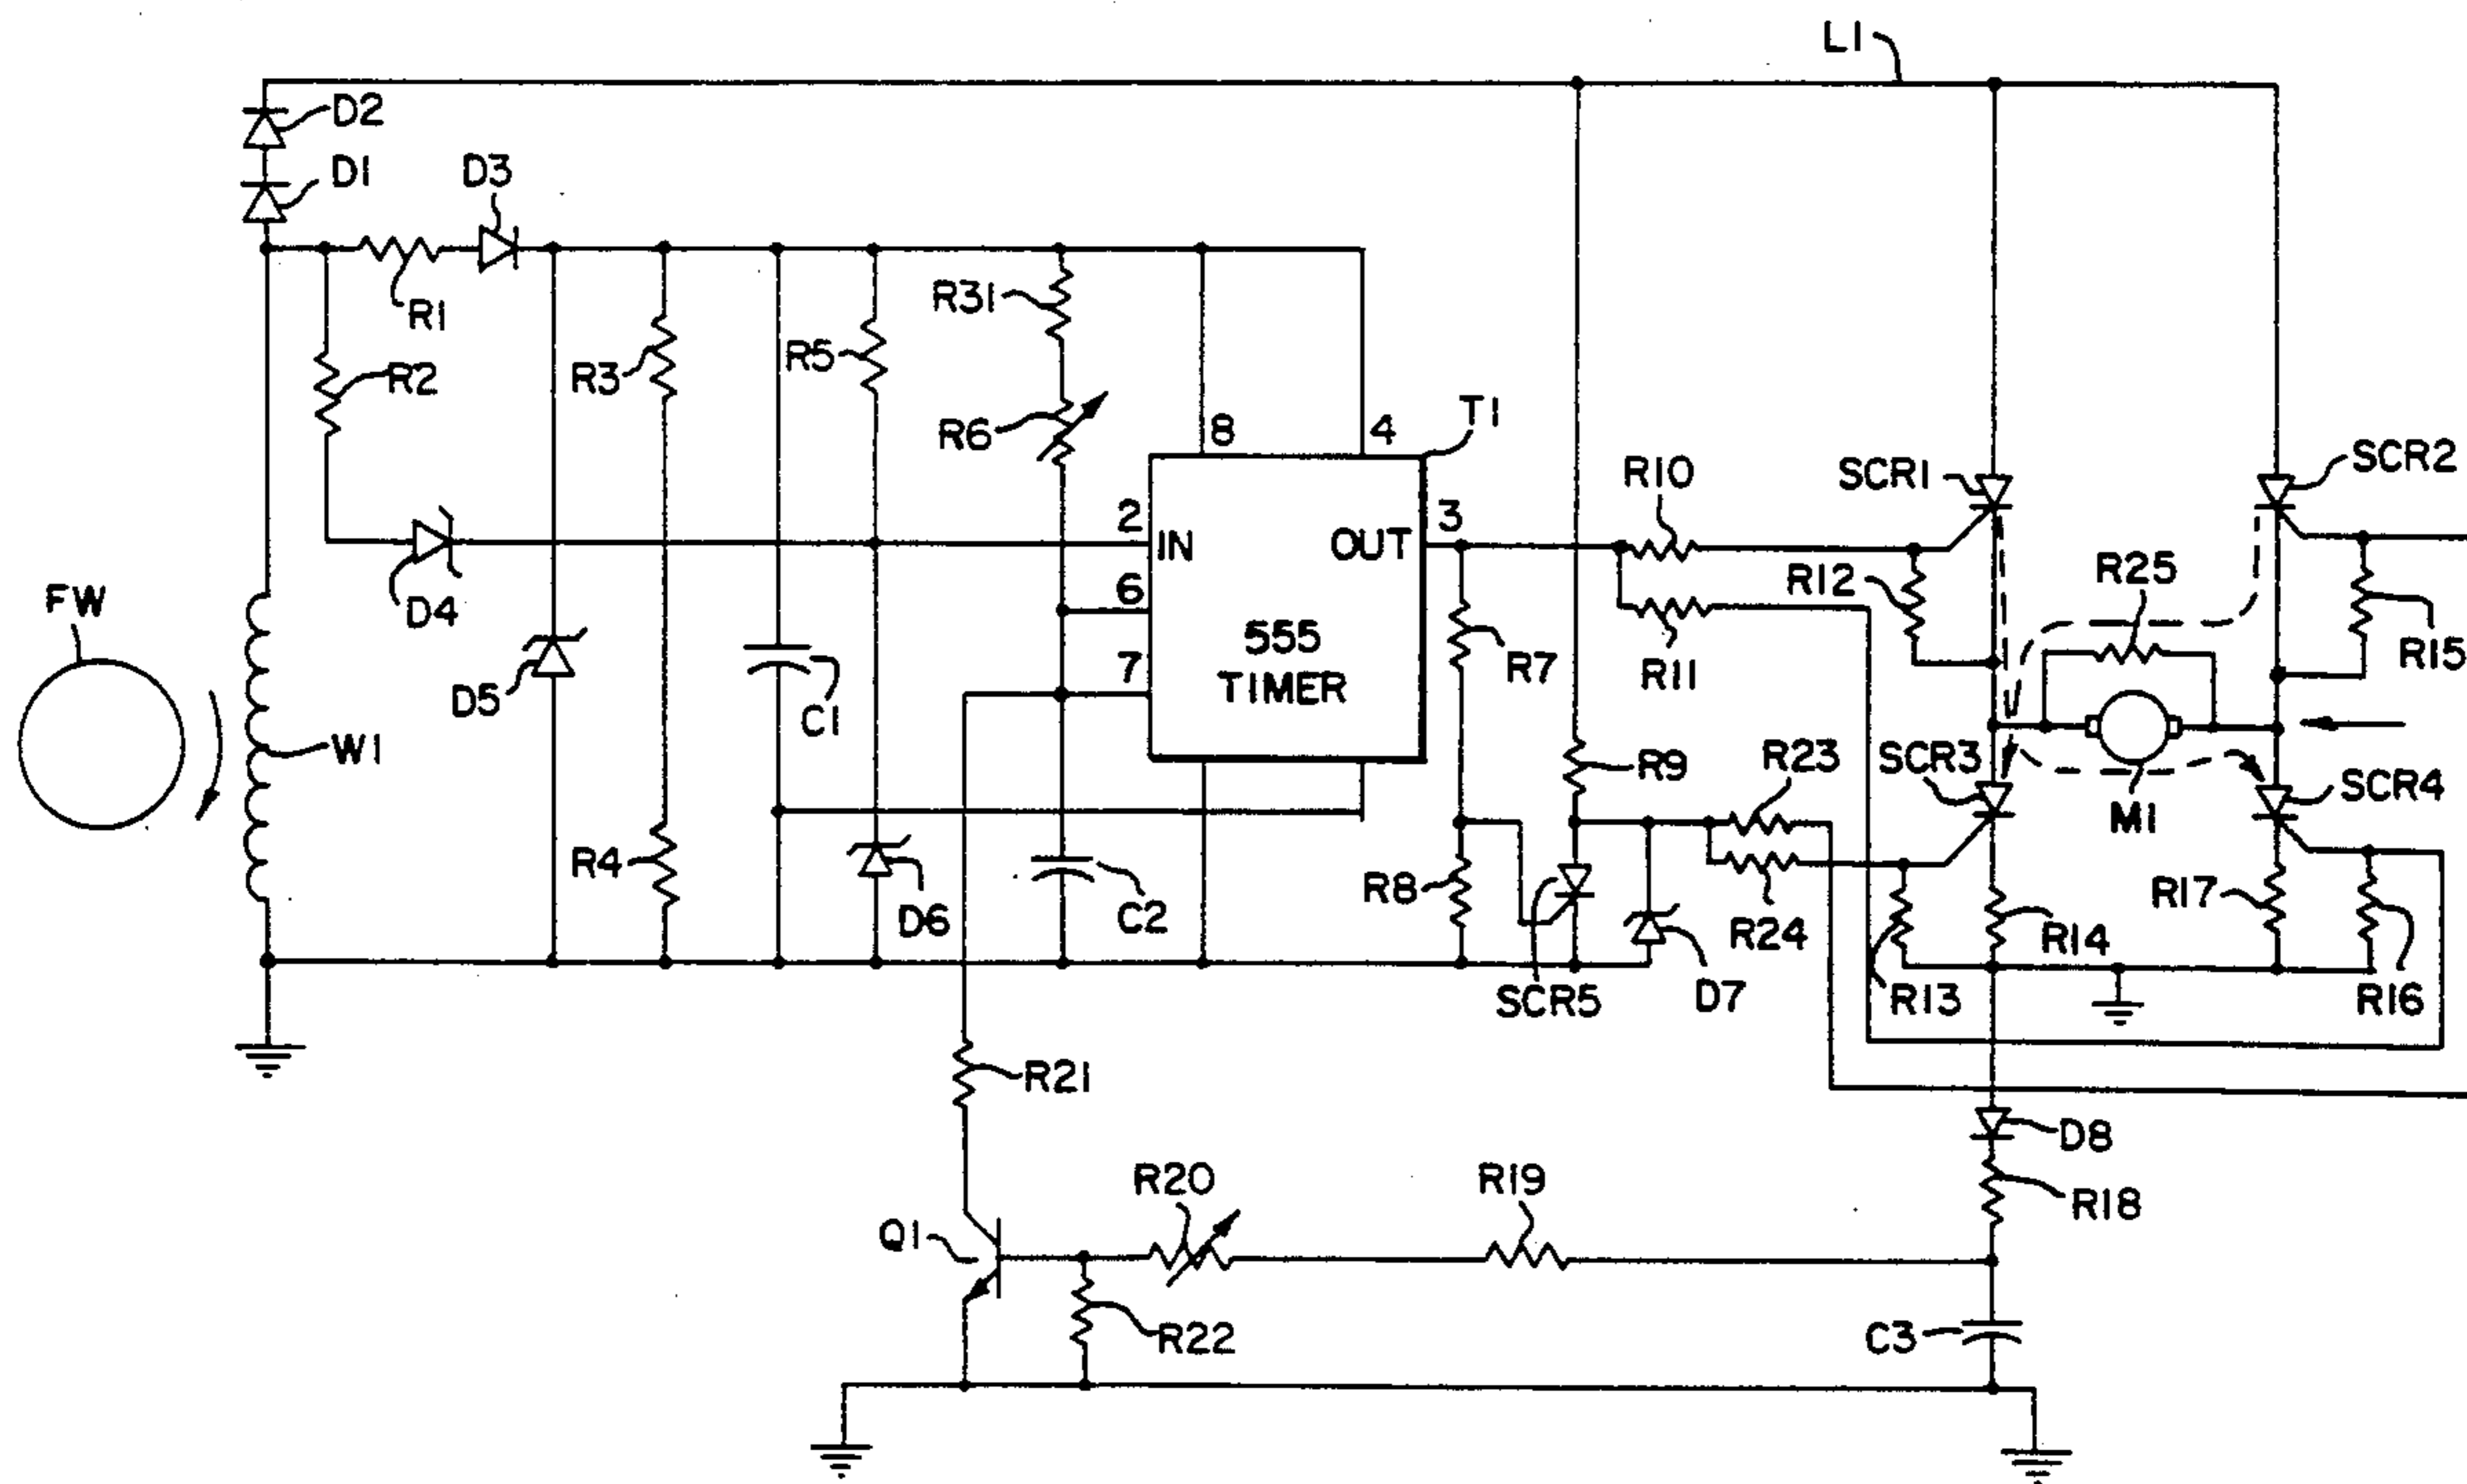 L1
D2
D1
D3
R1
R31
R2
R3
R5
R6
8
4
T1
R10
SCR1
SCR2
2
IN
OUT
3
R12
R25
D4
6
FW
555
TIMER
R7
R11
R15
7
D5
C1
W1
R9
R23
SCR3
M1
SCR4
R4
D6
C2
R8
R24
R14
R17
SCR5
D7
R13
R16
R21
D8
R20
R19
R18
Q1
R22
C3